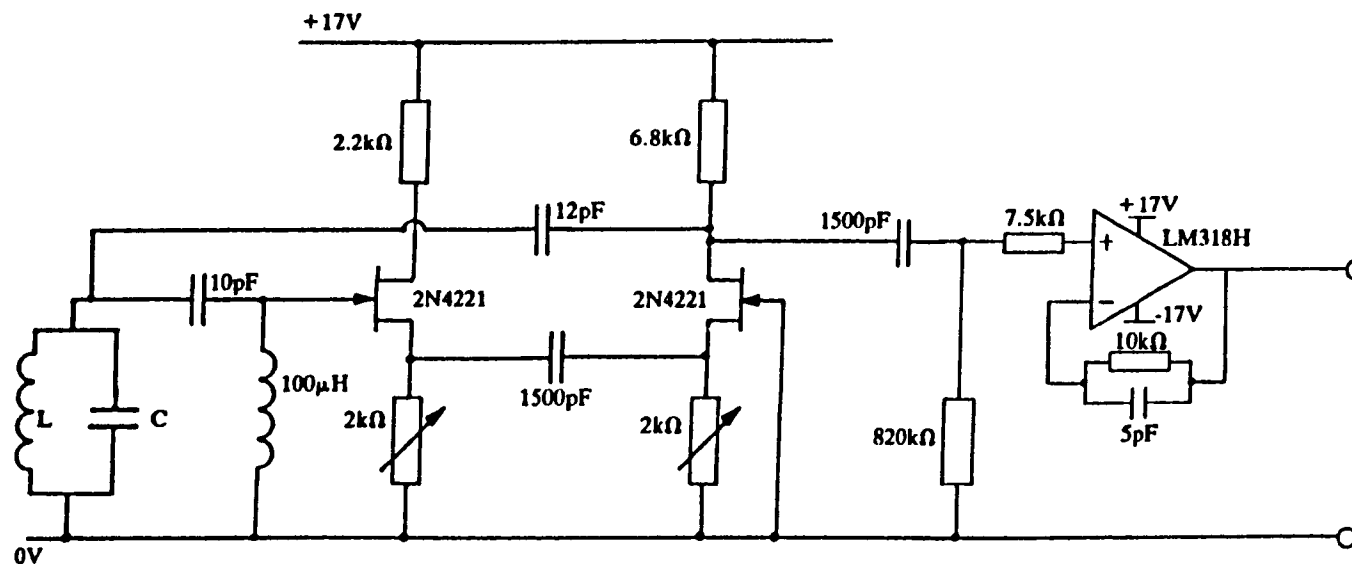 +17V
2.2kΩ
6.8kΩ
12pF
1500pF
7.5kΩ
+17V
LM318H
+
10pF
2N4221
2N4221
−
-17V
10kΩ
100μH
1500pF
5pF
L
C
2kΩ
2kΩ
820kΩ
0V